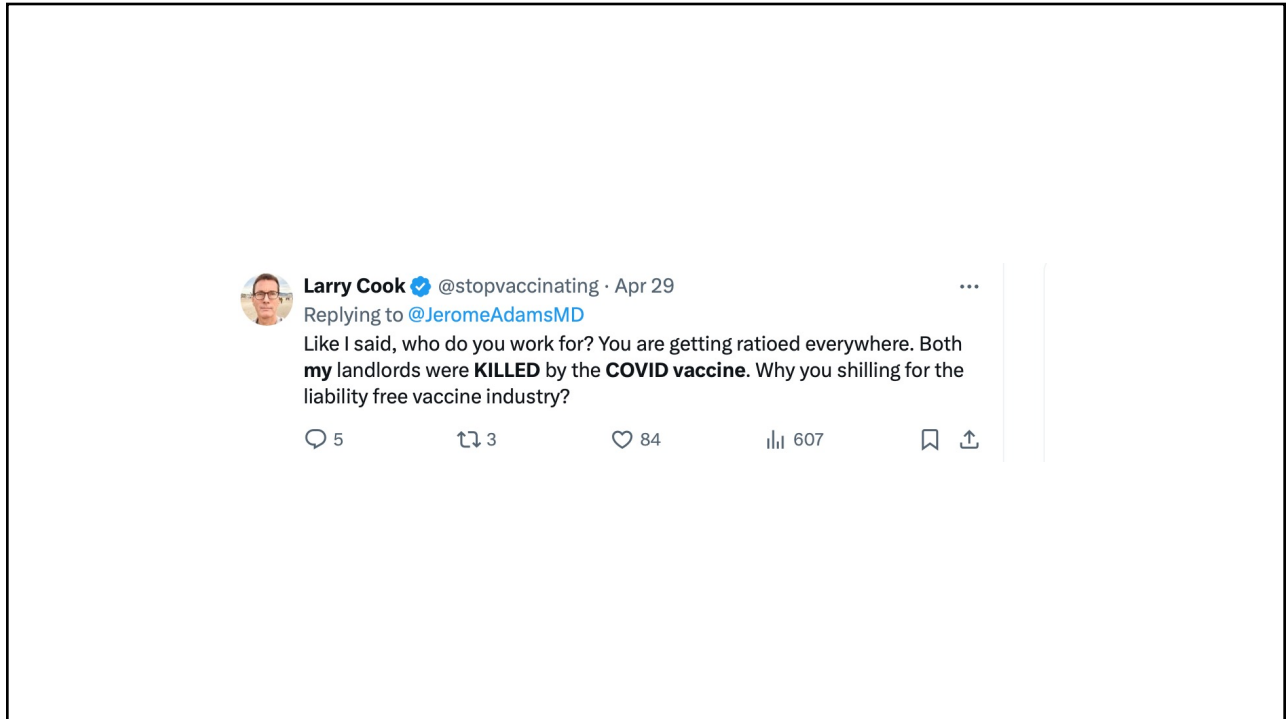 Larry Cook @stopvaccinating · Apr 29
Replying to @JeromeAdamsMD
Like I said, who do you work for? You are getting ratioed everywhere. Both
my landlords were KILLED by the COVID vaccine. Why you shilling for the
liability free vaccine industry?
5 3 84 607